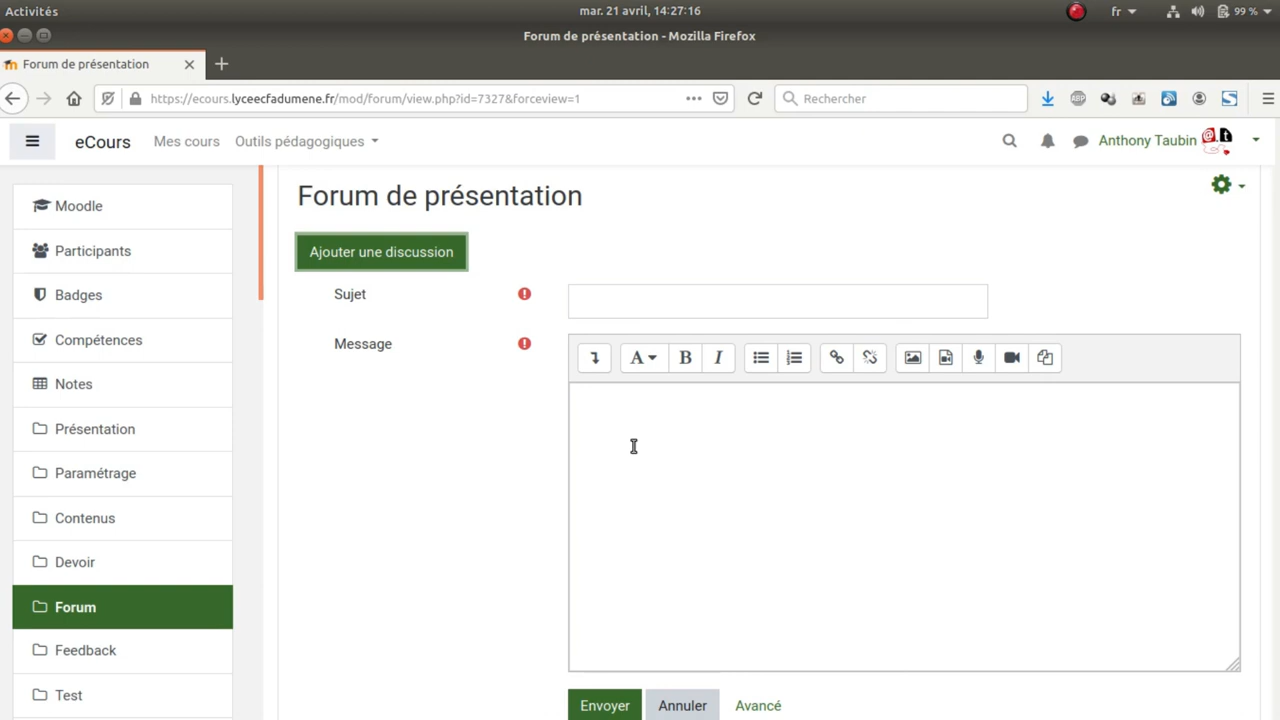 Activités
mar. 21 avril, 14:27:16
fr
99 %
Forum de présentation - Mozilla Firefox
Forum de présentation
https://ecours.lyceecfadumene.fr/mod/forum/view.php?id=7327&forceview=1
Rechercher
ABP
S
eCours
Mes cours
Outils pédagogiques
Anthony Taubin
Moodle
Participants
Badges
Compétences
Notes
Présentation
Paramétrage
Contenus
Devoir
Forum
Feedback
Test
Forum de présentation
Ajouter une discussion
Sujet
Message
A
B
I
Envoyer
Annuler
Avancé